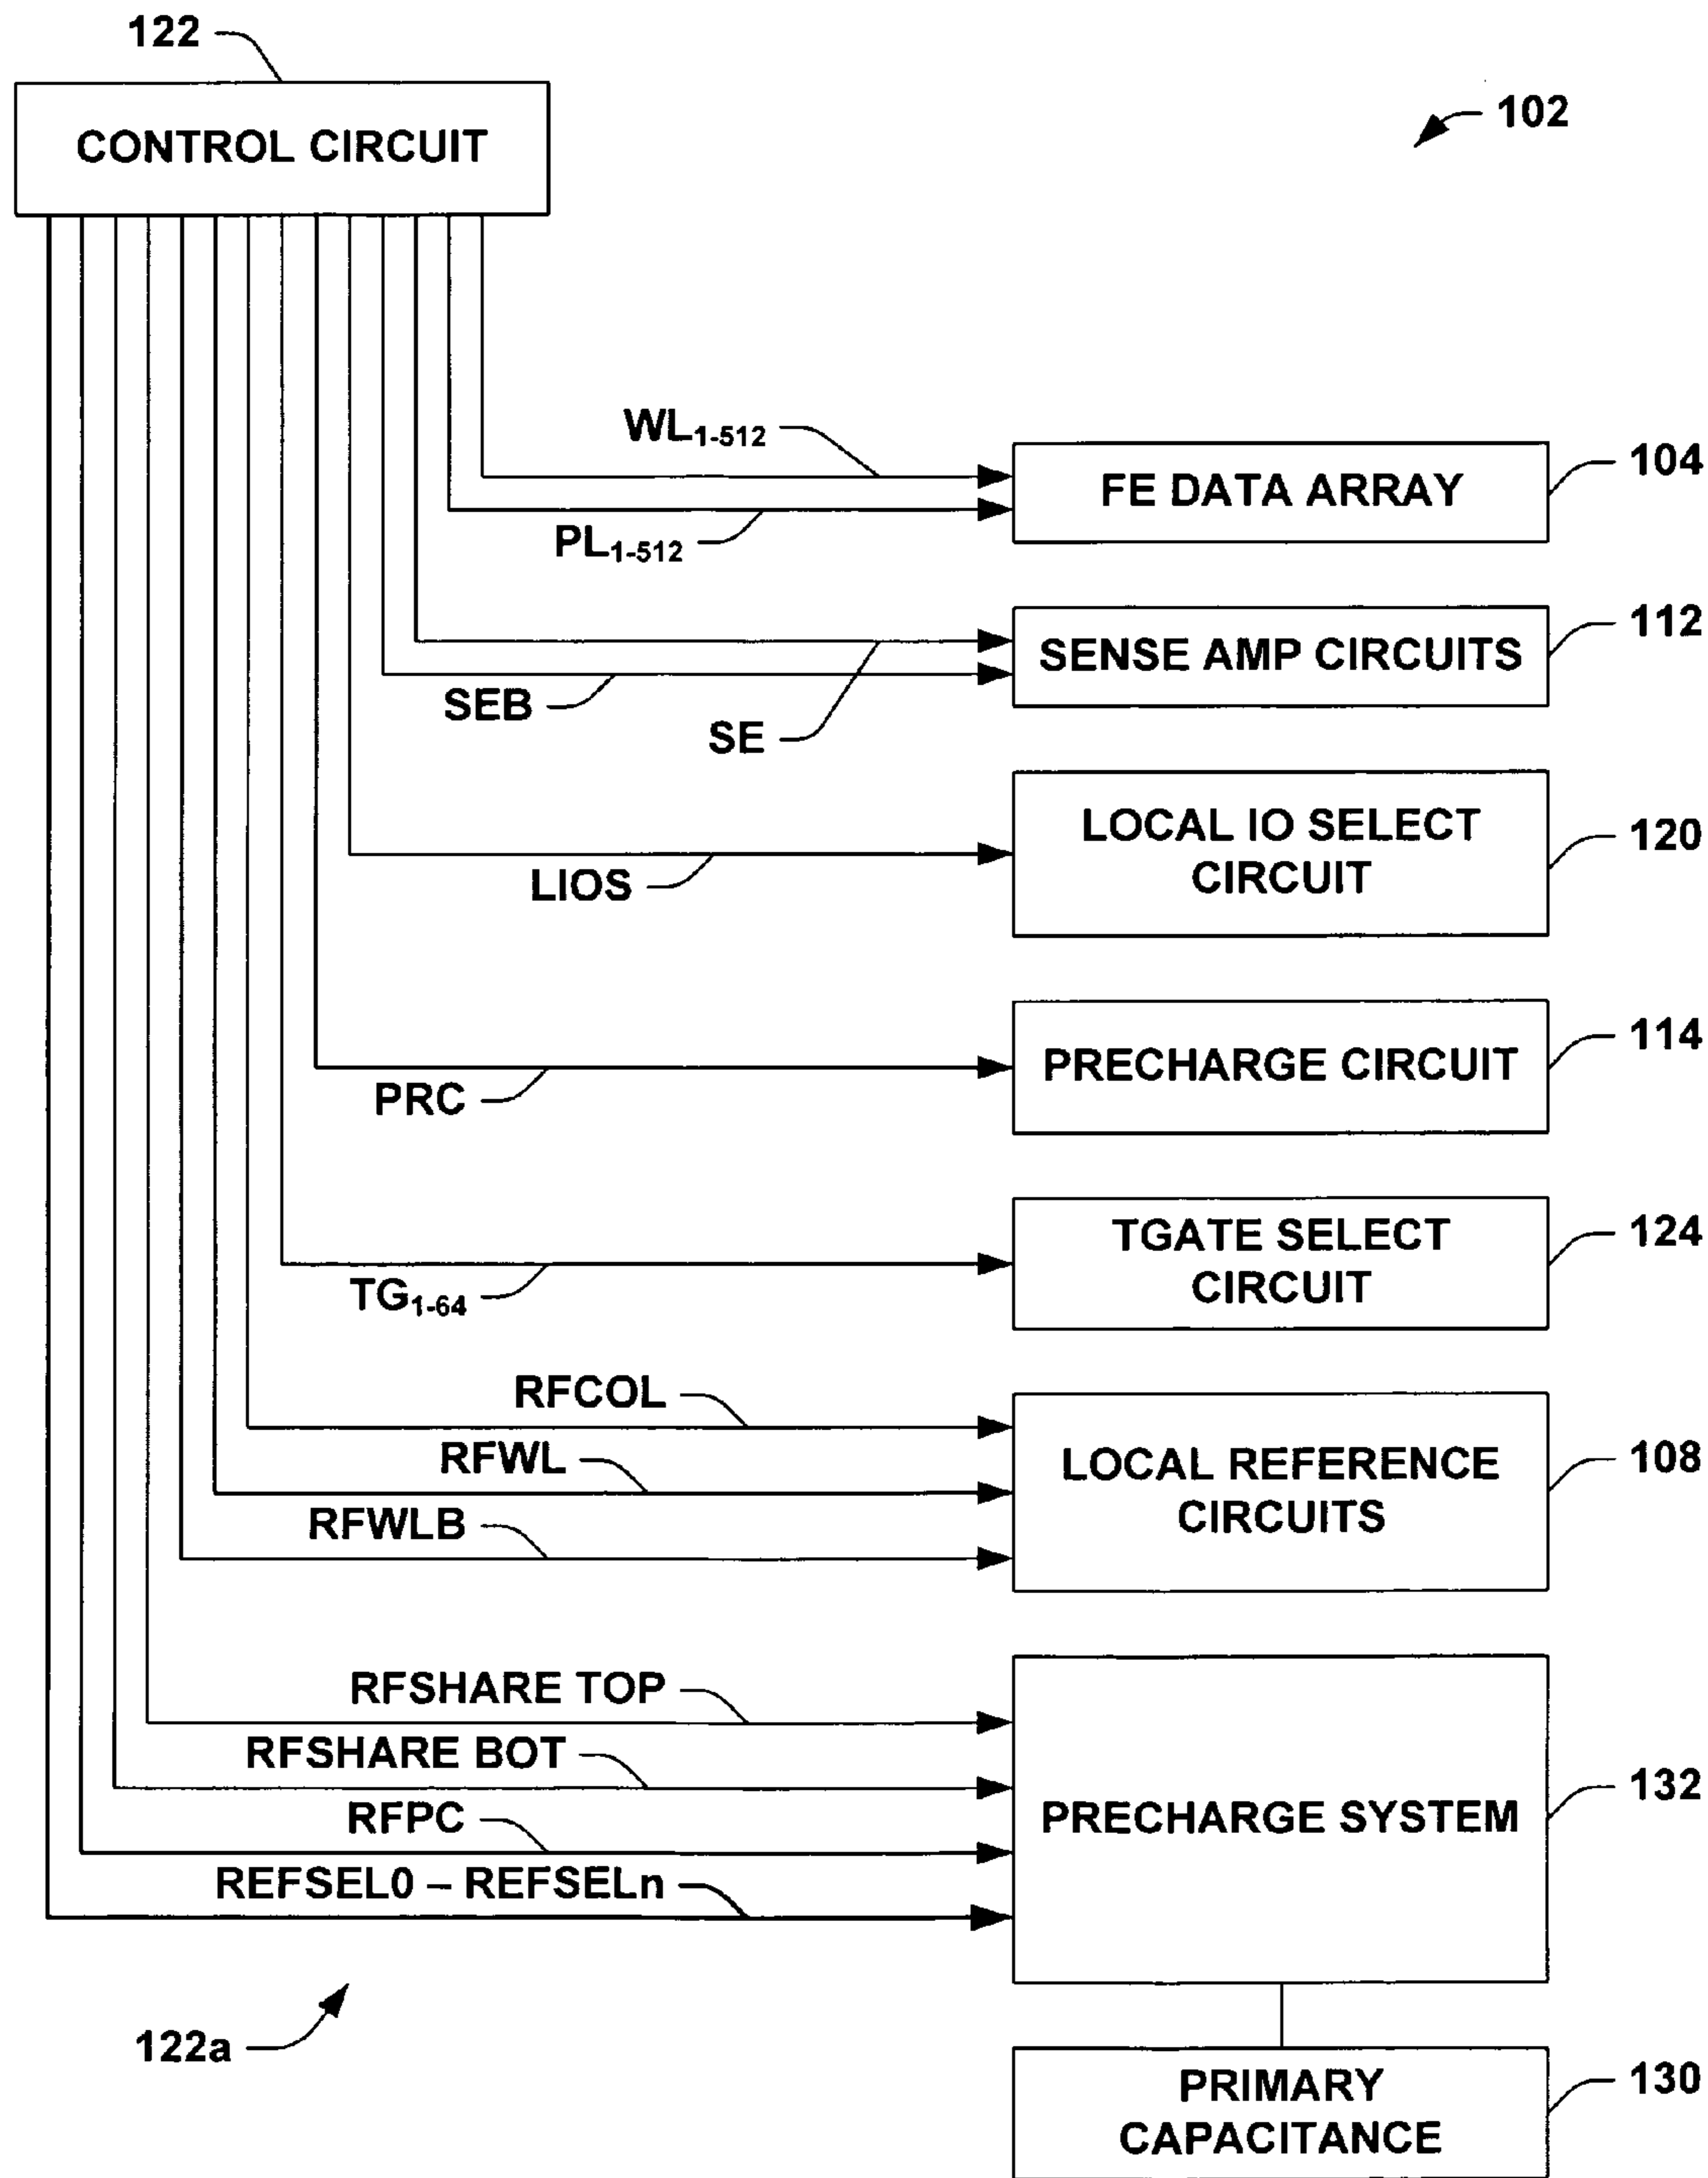 122
CONTROL CIRCUIT
102
WL1-512
FE DATA ARRAY
104
PL1-512
SENSE AMP CIRCUITS
112
SEB
SE
LOCAL IO SELECT
CIRCUIT
120
LIOS
PRECHARGE CIRCUIT
114
PRC
TGATE SELECT
CIRCUIT
124
TG1-64
RFCOL
RFWL
RFWLB
LOCAL REFERENCE
CIRCUITS
108
RFSHARE TOP
RFSHARE BOT
RFPC
REFSEL0 – REFSELn
PRECHARGE SYSTEM
132
122a
PRIMARY
CAPACITANCE
130